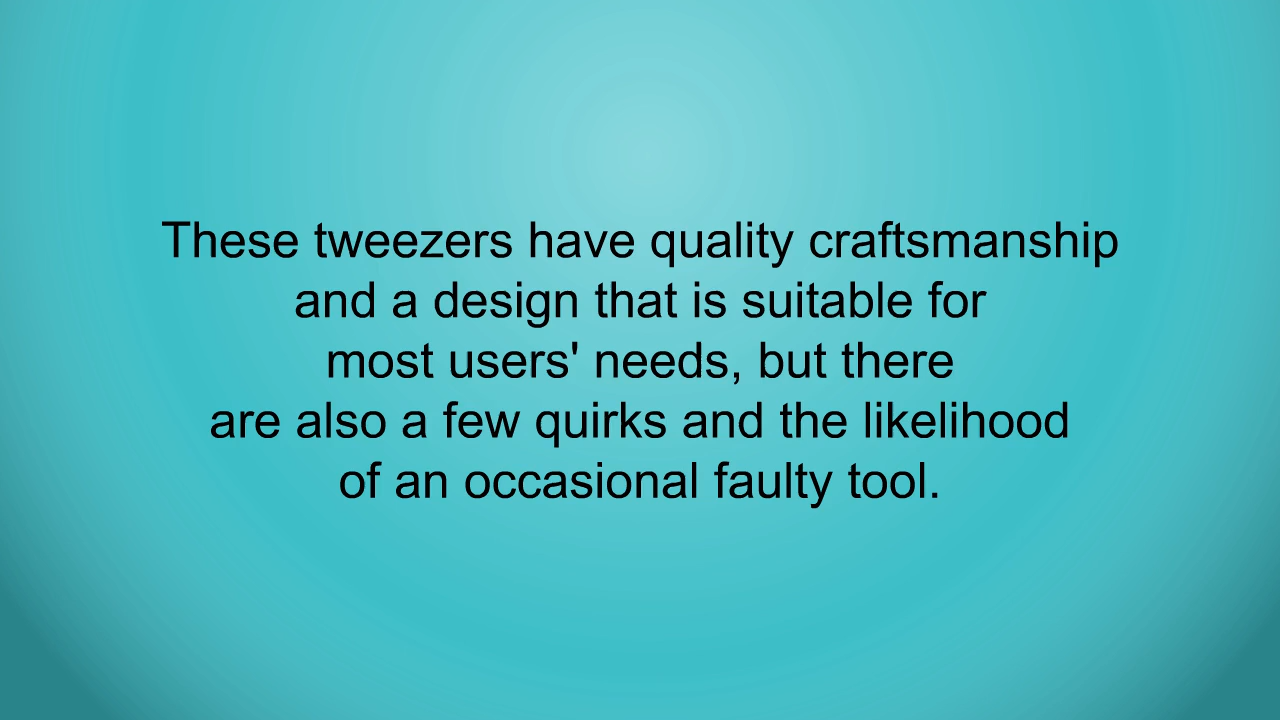 These tweezers have quality craftsmanship
and a design that is suitable for
most users' needs, but there
are also a few quirks and the likelihood
of an occasional faulty tool.